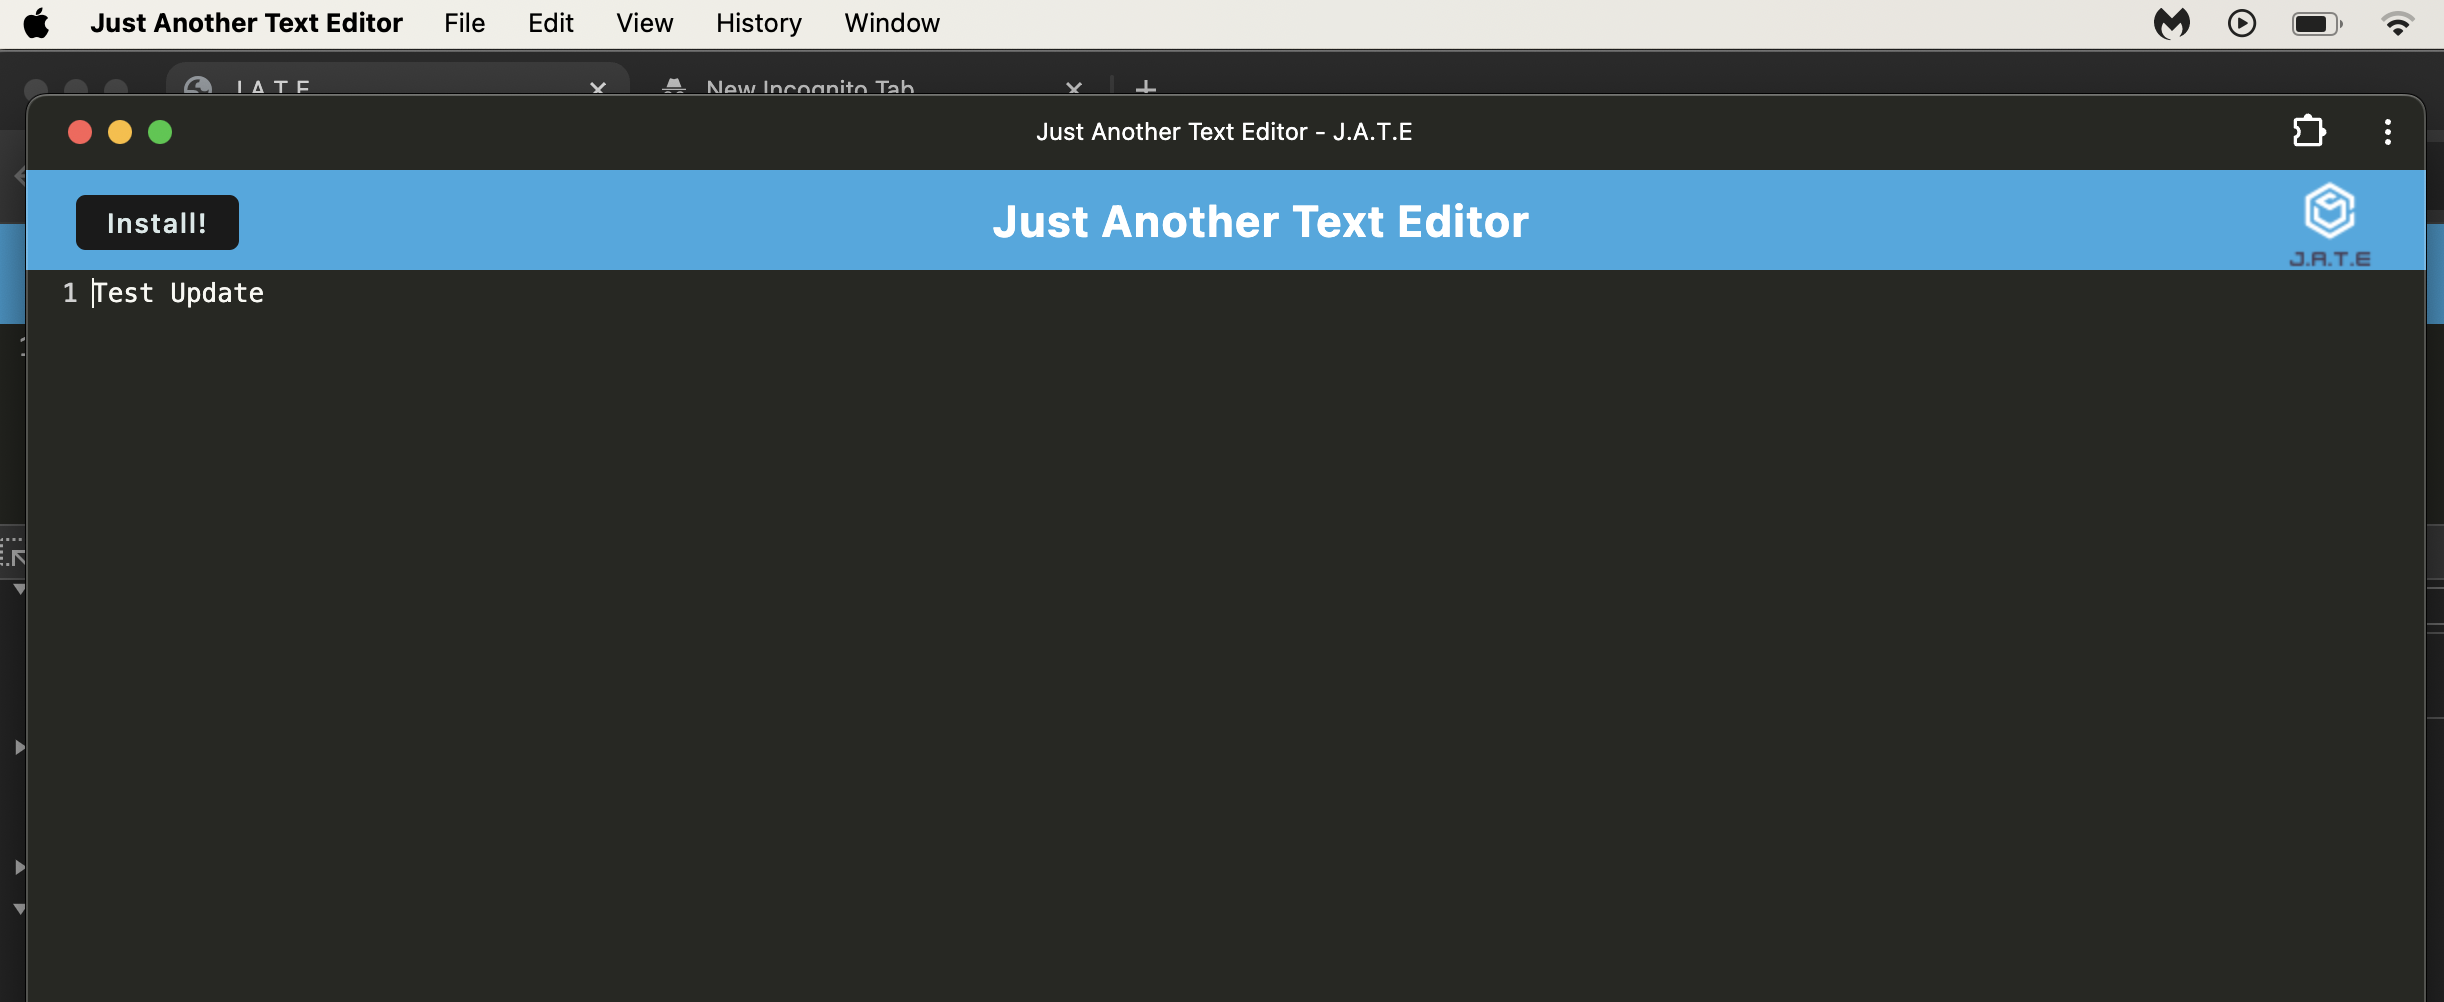 Just Another Text Editor File Edit View History Window
J.A.T.E New Incognito Tab
Just Another Text Editor - J.A.T.E
Install! Just Another Text Editor
J.A.T.E
1 Test Update